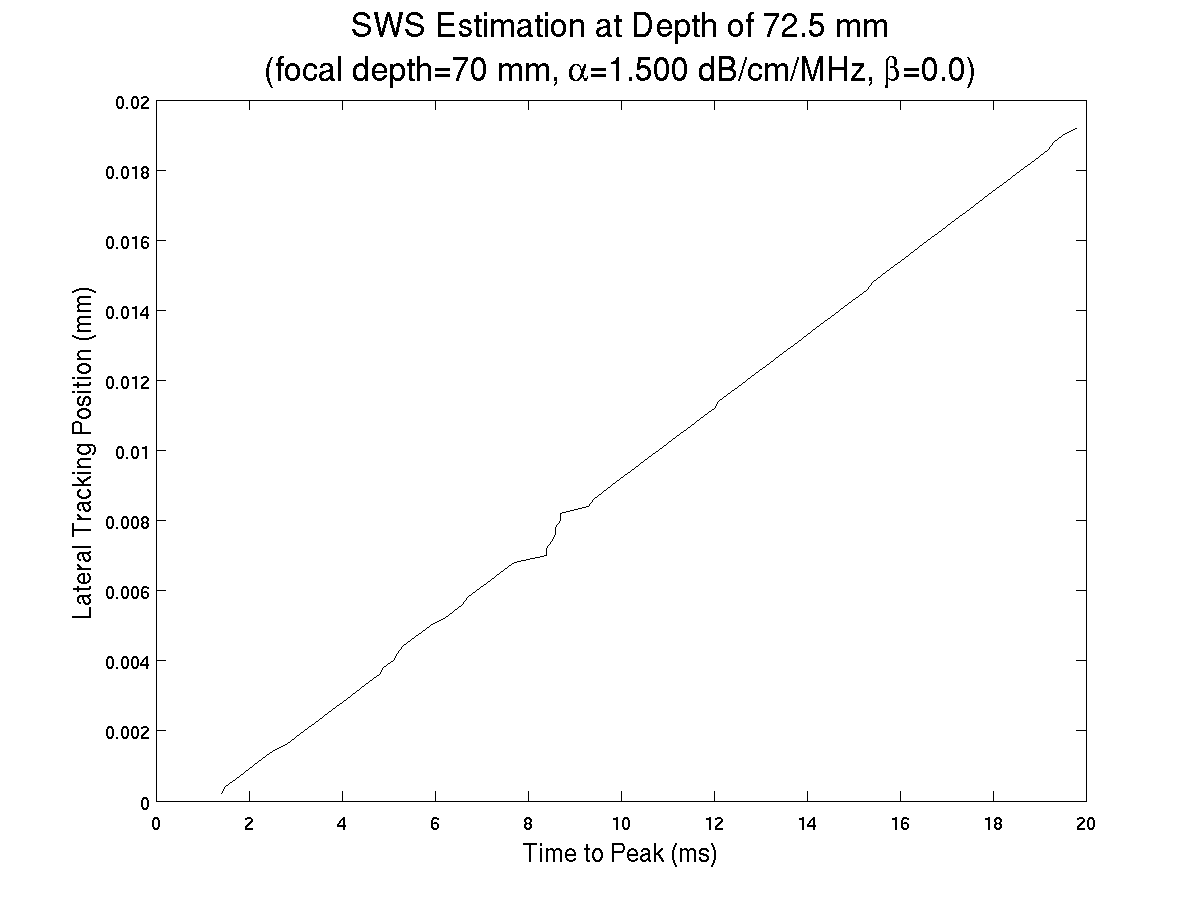 SWS Estimation at Depth of 72.5 mm
(focal depth=70 mm, α=1.500 dB/cm/MHz, β=0.0)
0.02
0.018
0.016
0.014
0.012
0.01
0.008
0.006
0.004
0.002
0
Lateral Tracking Position (mm)
0 2 4 6 8 10 12 14 16 18 20
Time to Peak (ms)